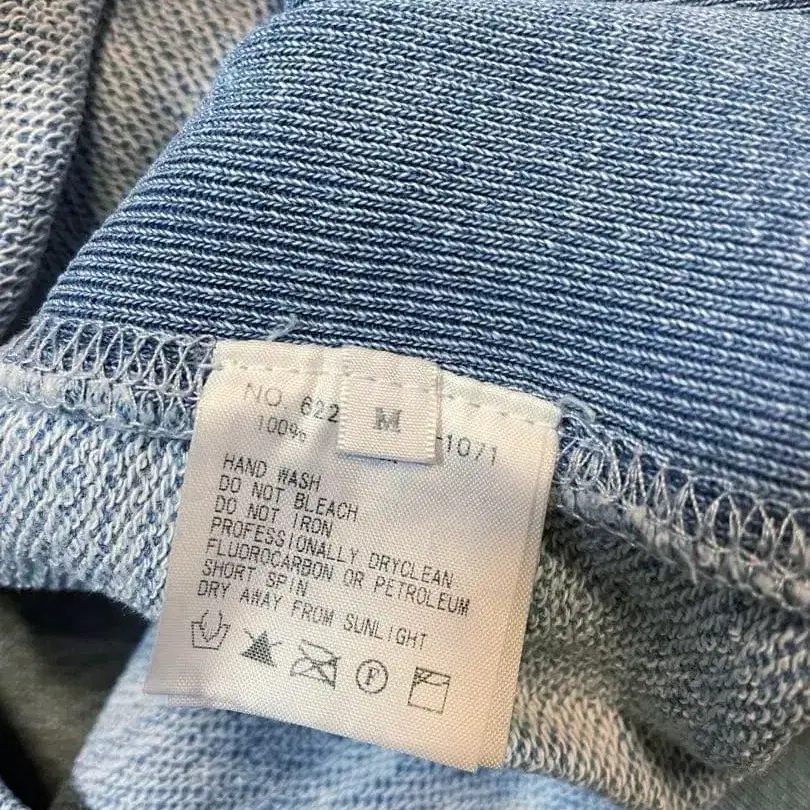 NO. 622
M
-1071
100%
HAND WASH
DO NOT BLEACH
DO NOT IRON
PROFESSIONALLY DRYCLEAN
FLUDROCARBON OR PETROLEUM
SHORT SPIN
DRY AWAY FROM SUNLIGHT
F